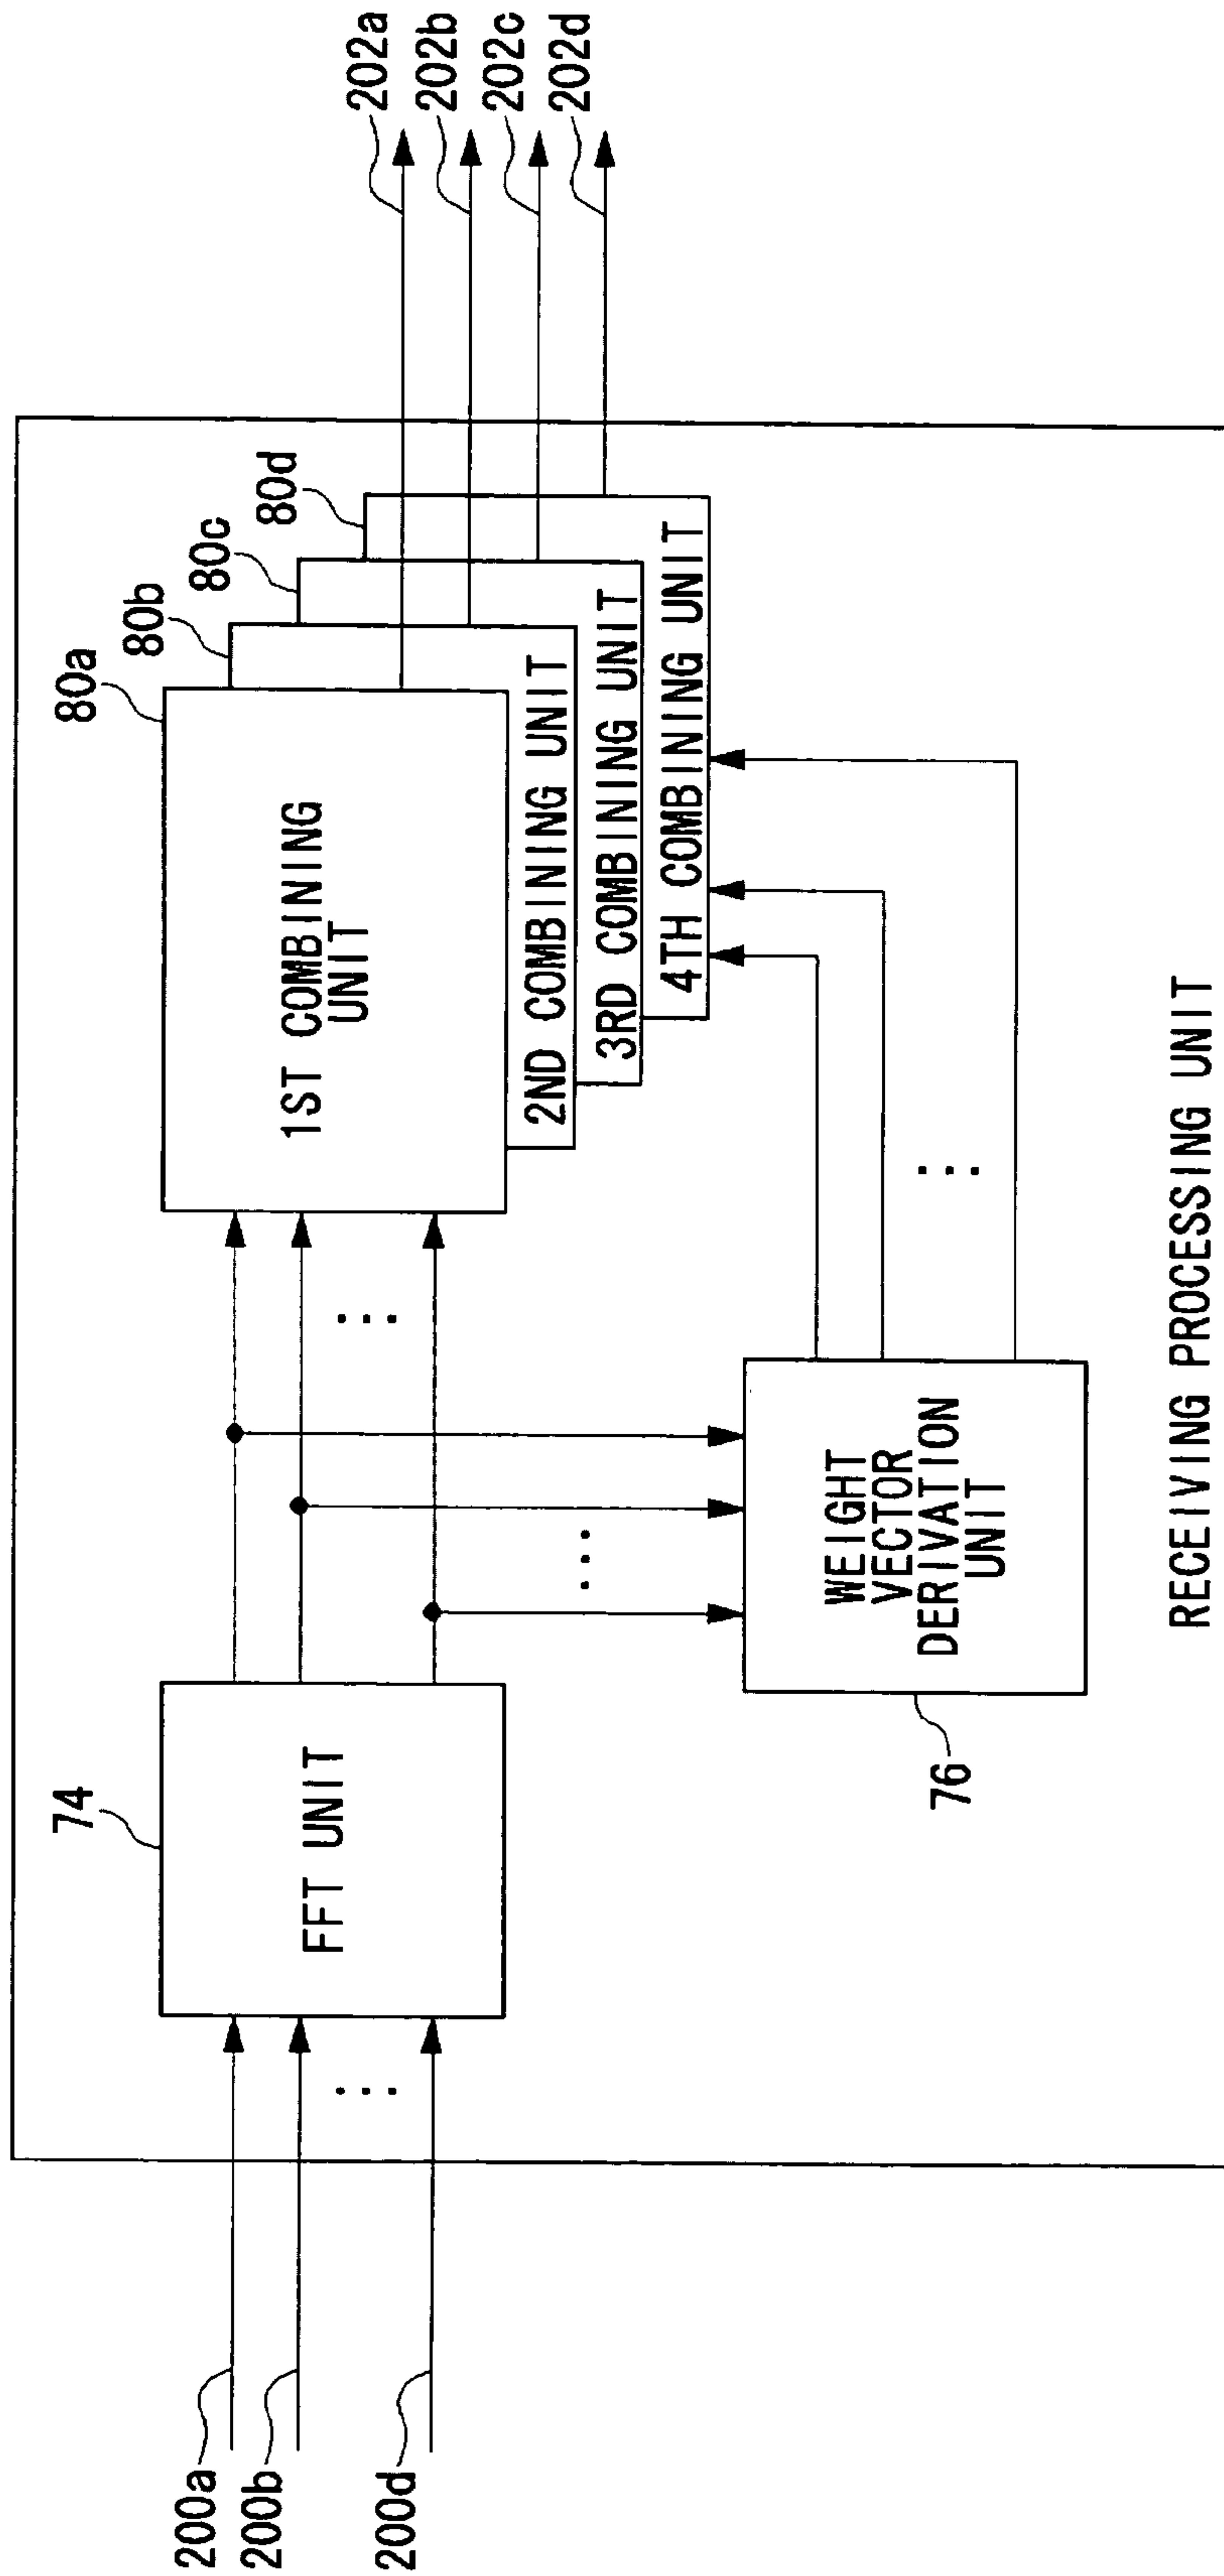 200a
200b
200d
74
FFT UNIT
80a
80b
80c
80d
1ST COMBINING
UNIT
2ND COMBINING UNIT
3RD COMBINING UNIT
4TH COMBINING UNIT
202a
202b
202c
202d
76
WEIGHT
VECTOR
DERIVATION
UNIT
RECEIVING PROCESSING UNIT